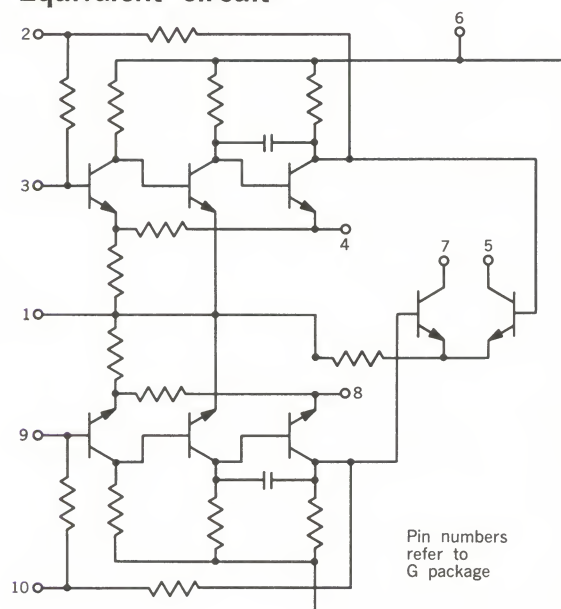 Equivalent circuit
6
2
3
4
7 5
1
8
9
Pin numbers
refer to
G package
10